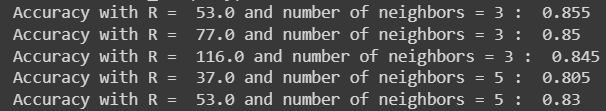 Accuracy with R =  53.0 and number of neighbors = 3 :  0.855
Accuracy with R =  77.0 and number of neighbors = 3 :  0.85
Accuracy with R =  116.0 and number of neighbors = 3 :  0.845
Accuracy with R =  37.0 and number of neighbors = 5 :  0.805
Accuracy with R =  53.0 and number of neighbors = 5 :  0.83